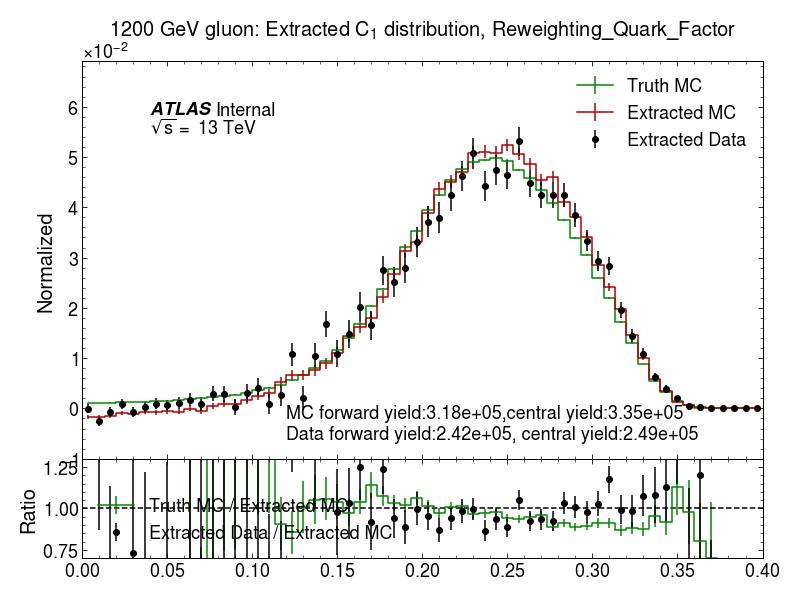 1200 GeV gluon: Extracted C₁ distribution, Reweighting_Quark_Factor
×10⁻²
ATLAS Internal
√s = 13 TeV
Truth MC
Extracted MC
Extracted Data
Normalized
6
5
4
3
2
1
0
MC forward yield:3.18e+05,central yield:3.35e+05
Data forward yield:2.42e+05, central yield:2.49e+05
1
Ratio
1.25
1.00
0.75
Truth MC / Extracted MC
Extracted Data / Extracted MC
0.00 0.05 0.10 0.15 0.20 0.25 0.30 0.35 0.40